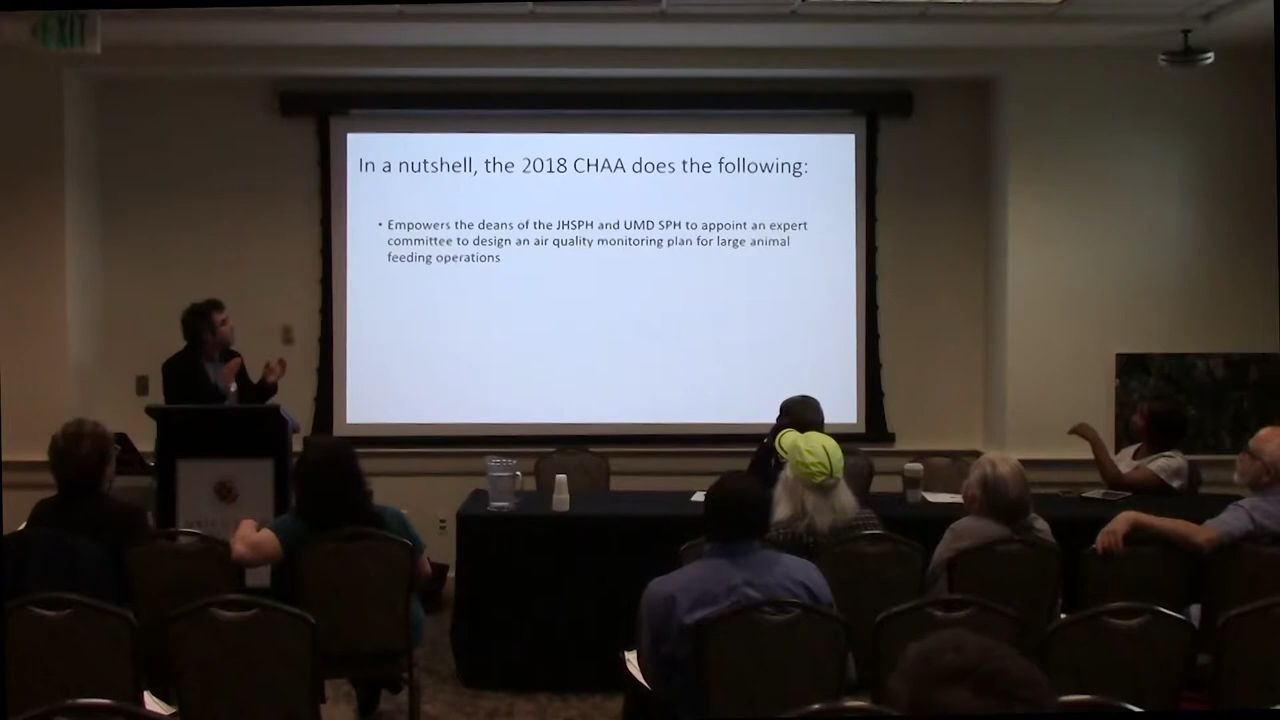 EXIT
In a nutshell, the 2018 CHAA does the following:
• Empowers the deans of the JHSPH and UMD SPH to appoint an expert
committee to design an air quality monitoring plan for large animal
feeding operations